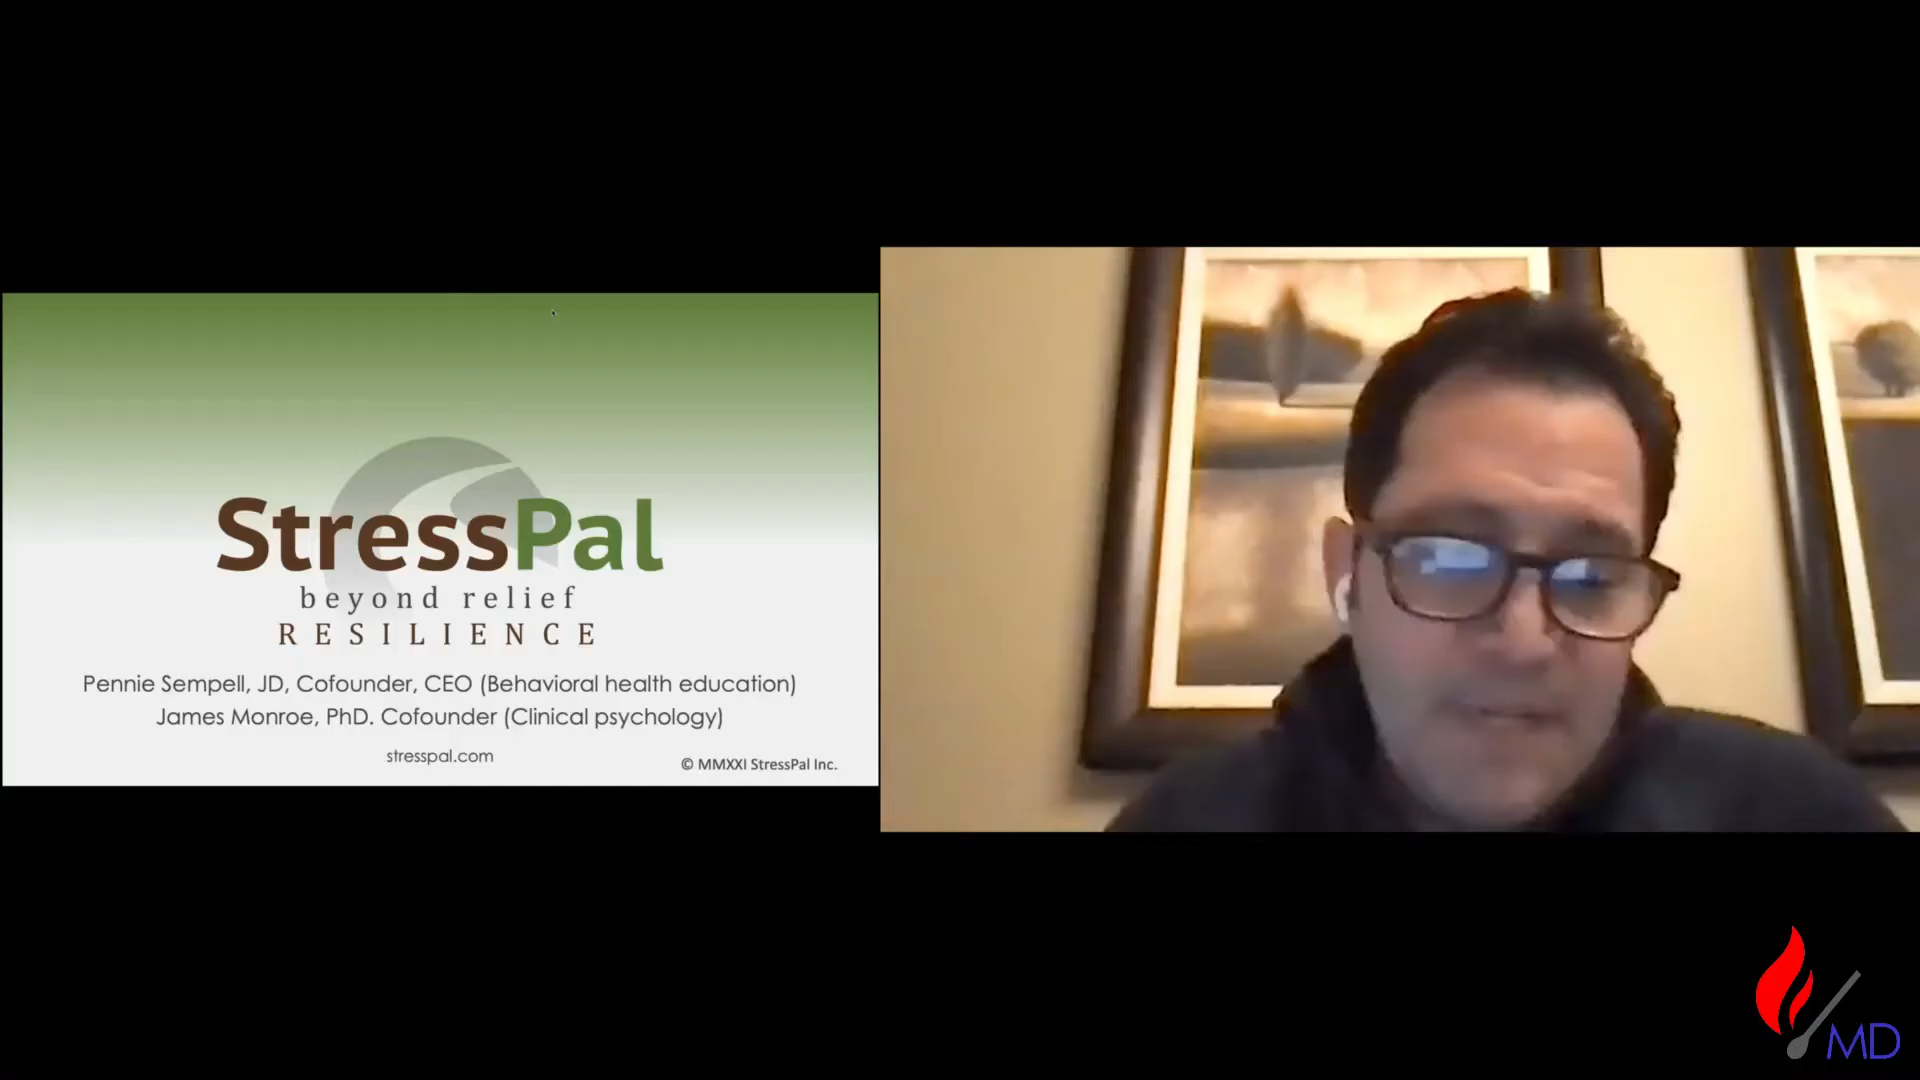 StressPal
beyond relief
RESILIENCE
Pennie Sempell, JD, Cofounder, CEO (Behavioral health education)
James Monroe, PhD. Cofounder (Clinical psychology)
stresspal.com
© MMXXI StressPal Inc.
MD